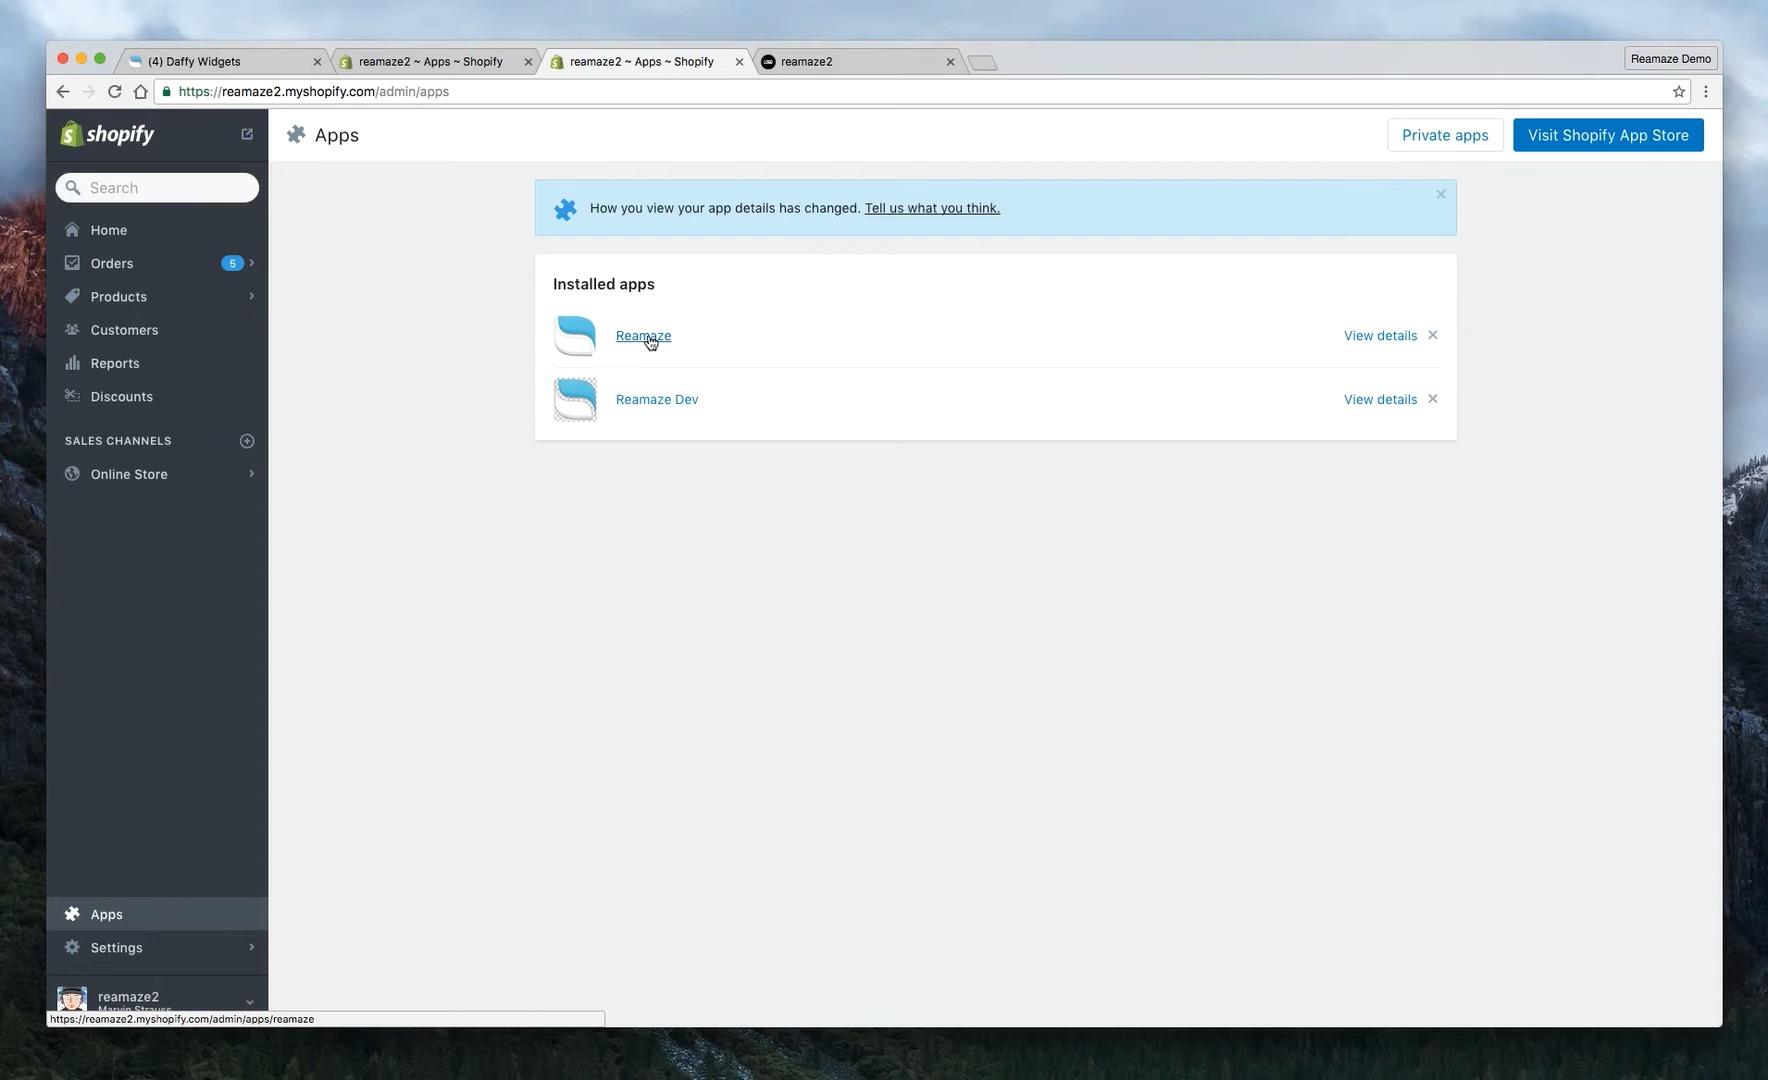 (4) Daffy Widgets
reamaze2 ~ Apps ~ Shopify
reamaze2 ~ Apps ~ Shopify
reamaze2
Reamaze Demo
https://reamaze2.myshopify.com/admin/apps
shopify
Apps
Private apps
Visit Shopify App Store
Search
Home
Orders
5
Products
Customers
Reports
Discounts
SALES CHANNELS
Online Store
How you view your app details has changed. Tell us what you think.
Installed apps
Reamaze
View details
Reamaze Dev
View details
Apps
Settings
reamaze2
Marvin Strauss
https://reamaze2.myshopify.com/admin/apps/reamaze